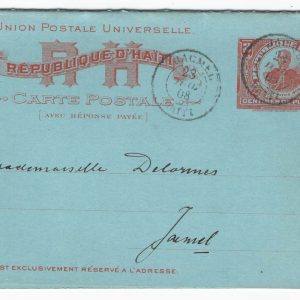 UNION POSTALE UNIVERSELLE.
RÉPUBLIQUE D'HAÏTI
CARTE POSTALE
[AVEC RÉPONSE PAYÉE]
JACMEL
23
08
Mademoiselle Delormes
Jacmel
EST EXCLUSIVEMENT RÉSERVÉ A L'ADRESSE.